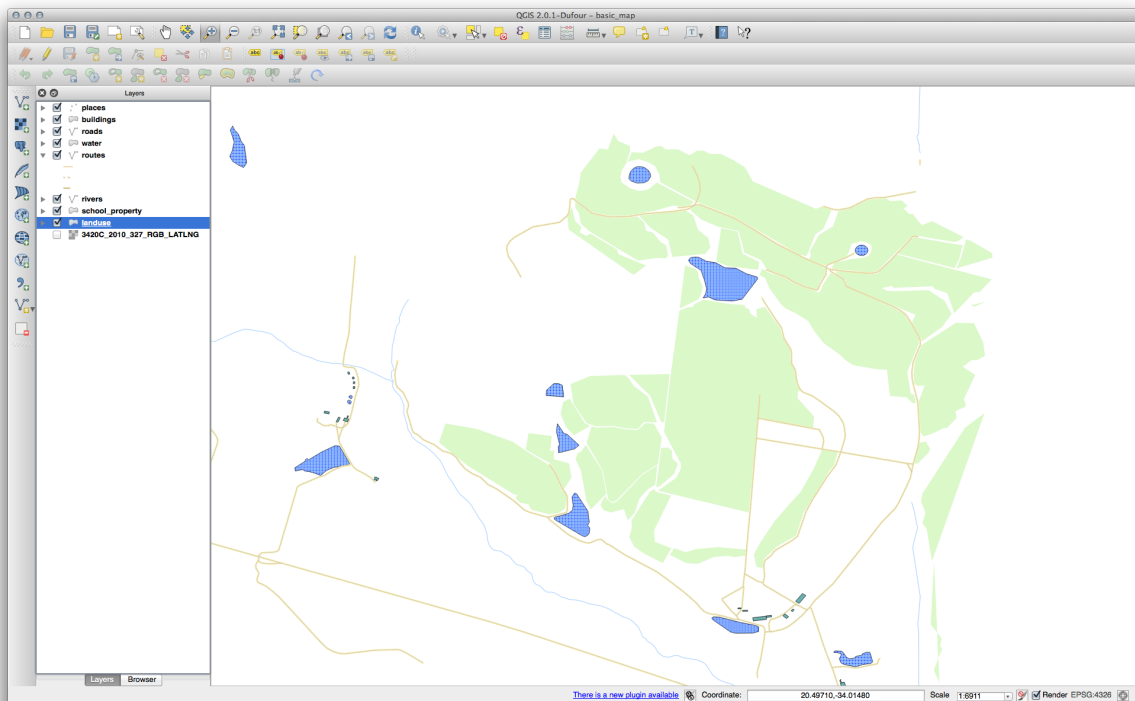 QGIS 2.0.1-Dufour - basic_map
Layers
places
buildings
roads
water
routes
rivers
school_property
landuse
3420C_2010_327_RGB_LATLNG
Layers Browser
There is a new plugin available Coordinate: 20.49710,-34.01480 Scale 1:6911 Render EPSG:4326